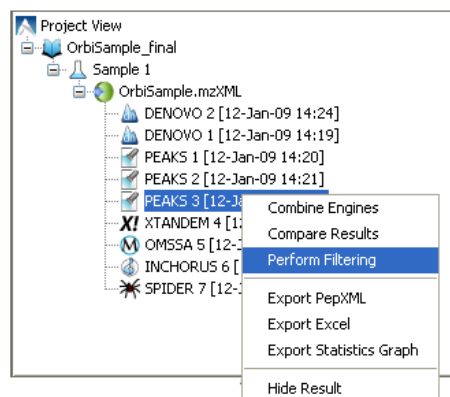 Project View
OrbiSample_final
Sample 1
OrbiSample.mzXML
DENOVO 2 [12-Jan-09 14:24]
DENOVO 1 [12-Jan-09 14:19]
PEAKS 1 [12-Jan-09 14:20]
PEAKS 2 [12-Jan-09 14:21]
PEAKS 3 [12-Ja
X! XTANDEM 4 [12
OMSSA 5 [12-J
INCHORUS 6 [
SPIDER 7 [12-J
Combine Engines
Compare Results
Perform Filtering
Export PepXML
Export Excel
Export Statistics Graph
Hide Result